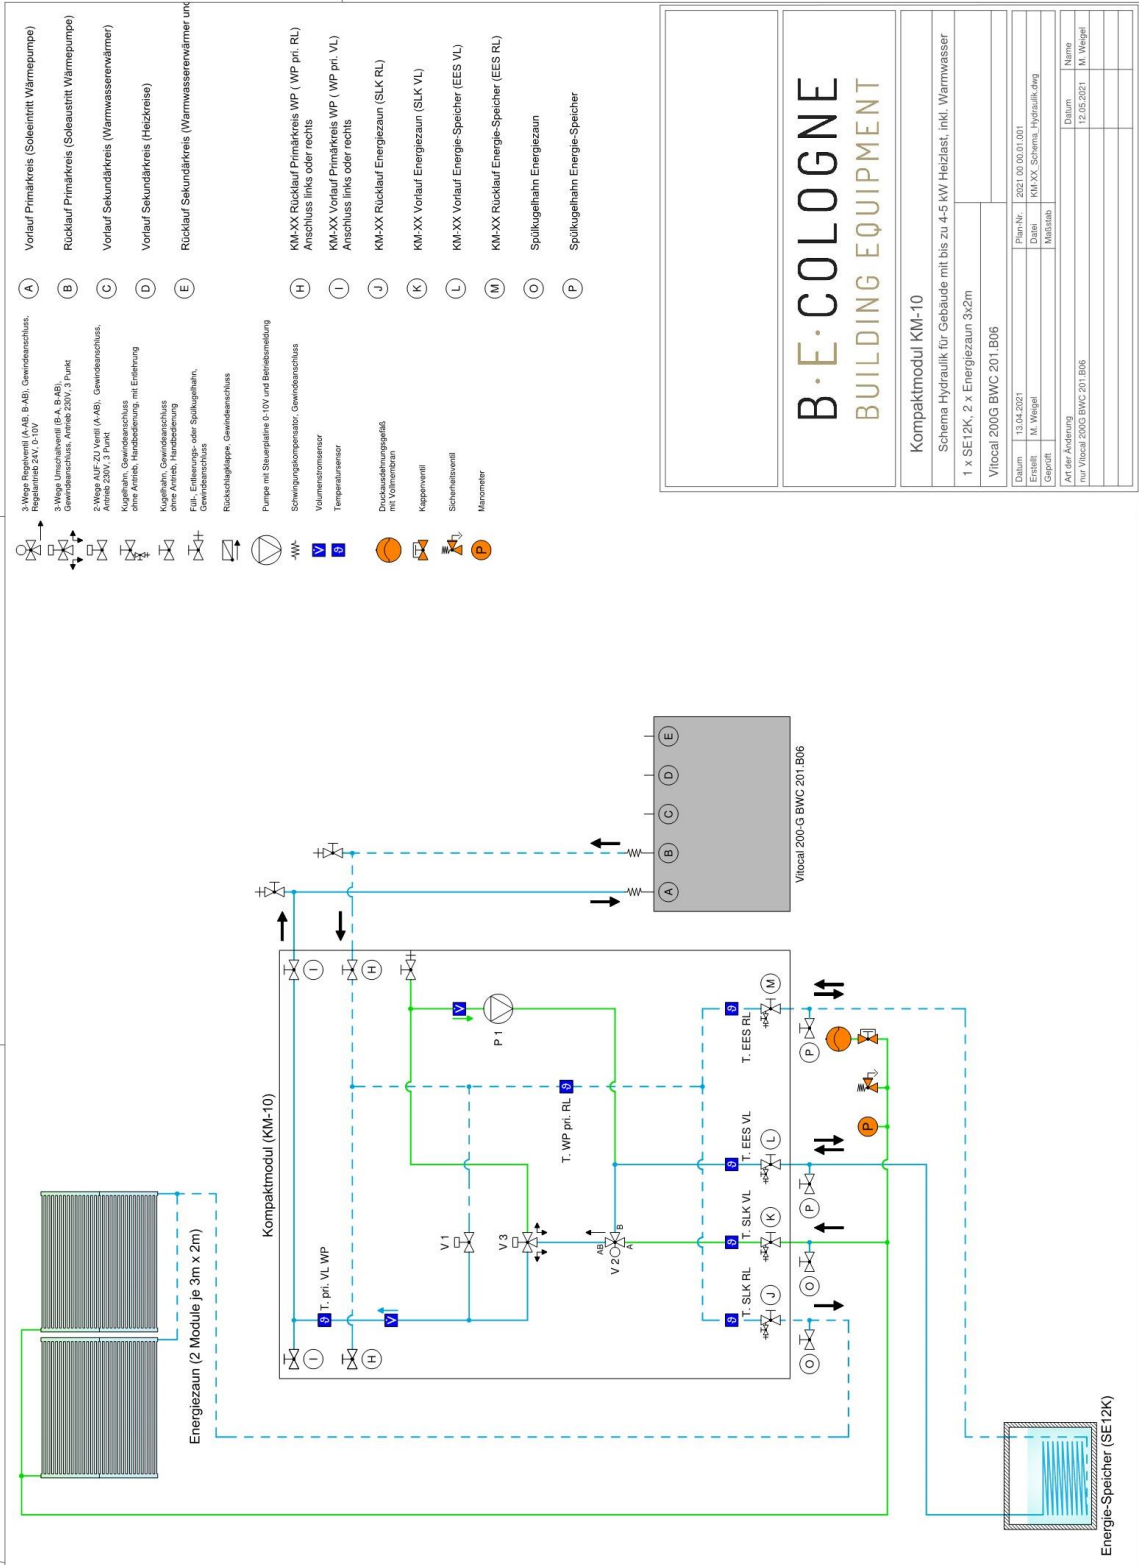 Energiezaun (2 Module je 3m x 2m)
Kompaktmodul (KM-10)
I
H
I
H
T. pri. VL WP
V
V 1
V 3
V
P 1
T. WP pri. RL
V 2
AB
A
B
T. SLK RL
T. SLK VL
T. EES VL
T. EES RL
J
K
L
M
O
O
P
P
P
Energie-Speicher (SE12K)
A
B
C
D
E
Vitocal 200-G BWC 201.B06
3-Wege Regelventil (A-AB, B-AB), Gewindeanschluss,
Regelantrieb 24V, 0-10V
3-Wege Umschaltventil (B-A, B-AB),
Gewindeanschluss, Antrieb 230V, 3 Punkt
2-Wege AUF-ZU Ventil (A-AB), Gewindeanschluss,
Antrieb 230V, 3 Punkt
Kugelhahn, Gewindeanschluss
ohne Antrieb, Handbedienung, mit Entlehrung
Kugelhahn, Gewindeanschluss
ohne Antrieb, Handbedienung
Füll-, Entleerungs- oder Spülkugelhahn,
Gewindeanschluss
Rückschlagklappe, Gewindeanschluss
Pumpe mit Steuerplatine 0-10V und Betriebsmeldung
Schwingungskompensator, Gewindeanschluss
V Volumenstromsensor
ϑ Temperatursensor
Druckausdehnungsgefäß
mit Vollmembran
Kappenventil
Sicherheitsventil
P Manometer
A Vorlauf Primärkreis (Soleeintritt Wärmepumpe)
B Rücklauf Primärkreis (Soleaustritt Wärmepumpe)
C Vorlauf Sekundärkreis (Warmwassererwärmer)
D Vorlauf Sekundärkreis (Heizkreise)
E Rücklauf Sekundärkreis (Warmwassererwärmer und
H KM-XX Rücklauf Primärkreis WP ( WP pri. RL)
Anschluss links oder rechts
I KM-XX Vorlauf Primärkreis WP ( WP pri. VL)
Anschluss links oder rechts
J KM-XX Rücklauf Energiezaun (SLK RL)
K KM-XX Vorlauf Energiezaun (SLK VL)
L KM-XX Vorlauf Energie-Speicher (EES VL)
M KM-XX Rücklauf Energie-Speicher (EES RL)
O Spülkugelhahn Energiezaun
P Spülkugelhahn Energie-Speicher
B·E·COLOGNE
BUILDING EQUIPMENT
Kompaktmodul KM-10
Schema Hydraulik für Gebäude mit bis zu 4-5 kW Heizlast, inkl. Warmwasser
1 x SE12K, 2 x Energiezaun 3x2m
Vitocal 200G BWC 201.B06
Datum 13.04.2021 Plan-Nr. 2021.00.00.01.001
Erstellt M. Weigel Datei KM-XX_Schema_Hydraulik.dwg
Geprüft Maßstab
Art der Änderung Datum Name
nur Vitocal 200G BWC 201.B06 12.05.2021 M. Weigel